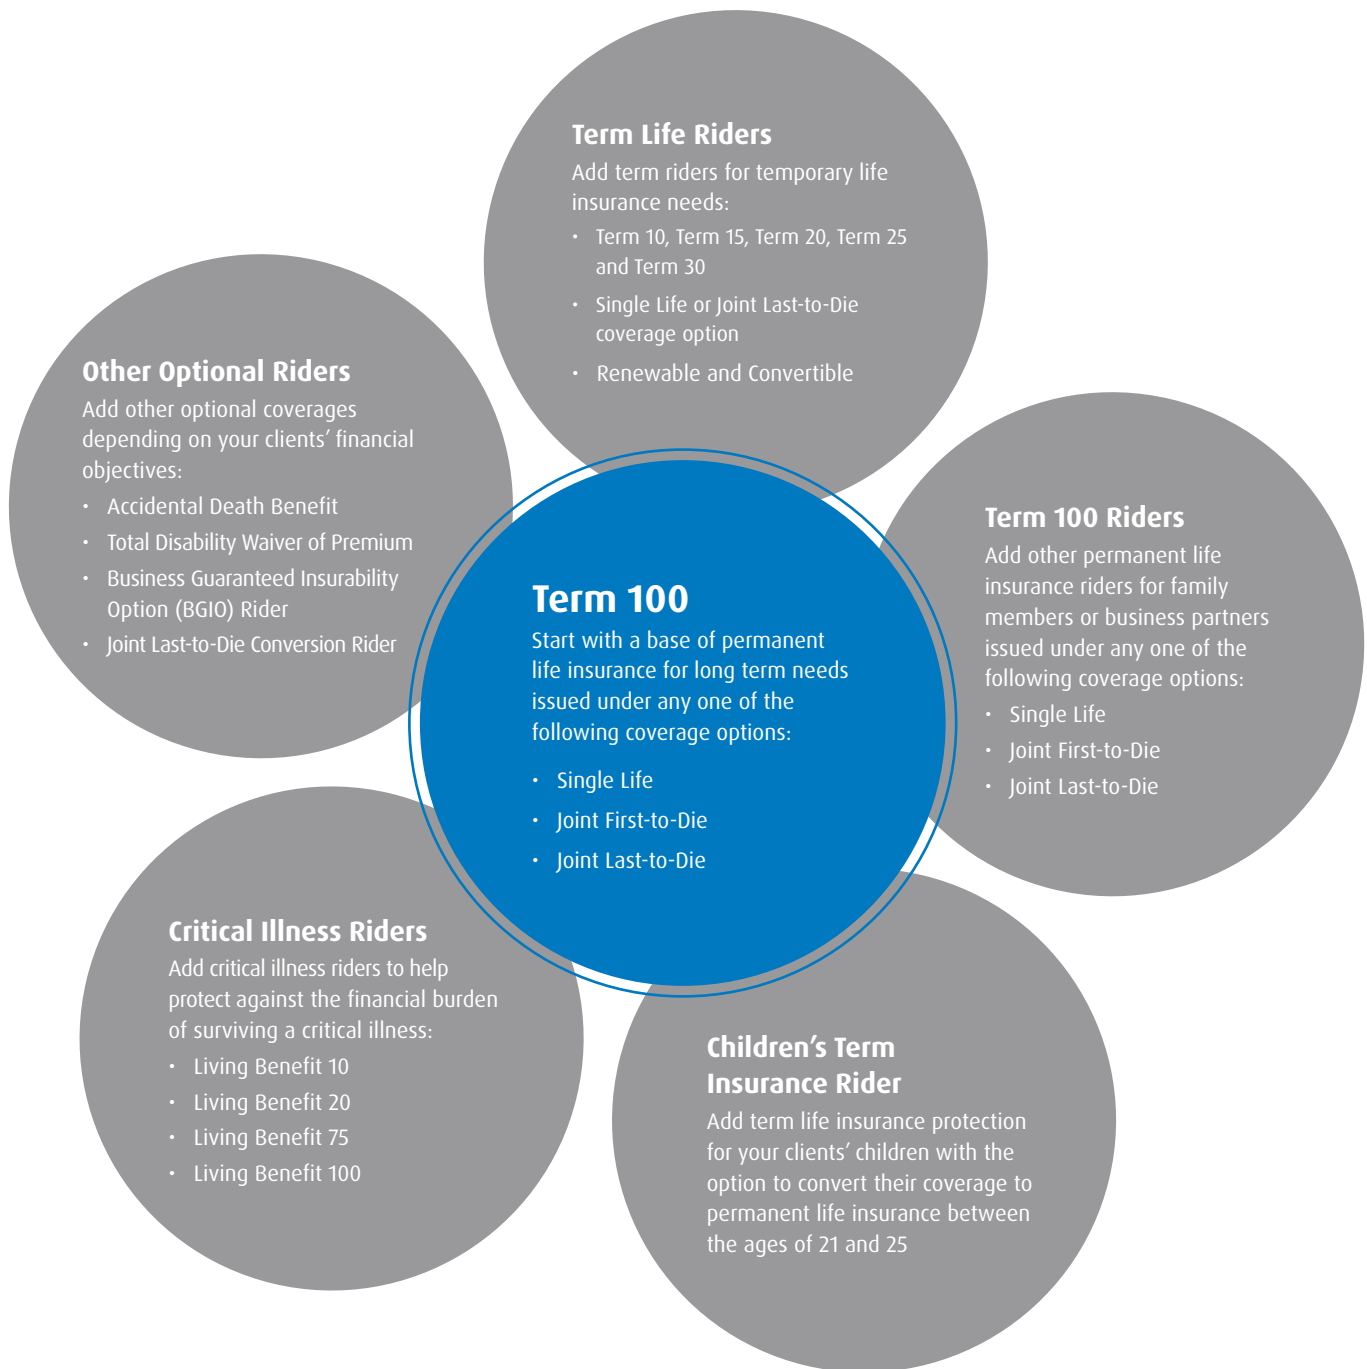 Term Life Riders
Add term riders for temporary life
insurance needs:
• Term 10, Term 15, Term 20, Term 25
and Term 30
• Single Life or Joint Last-to-Die
coverage option
• Renewable and Convertible
Other Optional Riders
Add other optional coverages
depending on your clients’ financial
objectives:
• Accidental Death Benefit
• Total Disability Waiver of Premium
• Business Guaranteed Insurability
Option (BGIO) Rider
• Joint Last-to-Die Conversion Rider
Term 100 Riders
Add other permanent life
insurance riders for family
members or business partners
issued under any one of the
following coverage options:
• Single Life
• Joint First-to-Die
• Joint Last-to-Die
Term 100
Start with a base of permanent
life insurance for long term needs
issued under any one of the
following coverage options:
• Single Life
• Joint First-to-Die
• Joint Last-to-Die
Critical Illness Riders
Add critical illness riders to help
protect against the financial burden
of surviving a critical illness:
• Living Benefit 10
• Living Benefit 20
• Living Benefit 75
• Living Benefit 100
Children’s Term
Insurance Rider
Add term life insurance protection
for your clients’ children with the
option to convert their coverage to
permanent life insurance between
the ages of 21 and 25